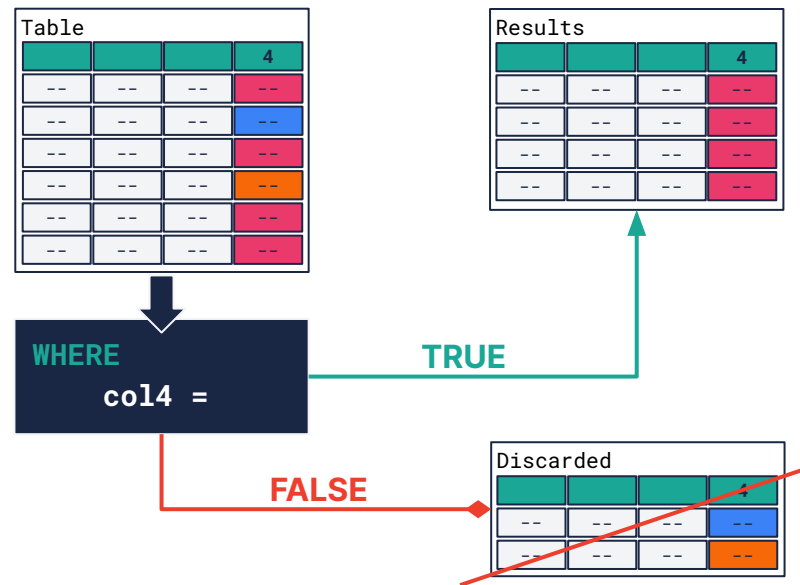 Table
4
-- -- -- --
-- -- -- --
-- -- -- --
-- -- -- --
-- -- -- --
-- -- -- --
Results
4
-- -- -- --
-- -- -- --
-- -- -- --
-- -- -- --
WHERE
col4 =
TRUE
FALSE
Discarded
4
-- -- -- --
-- -- -- --